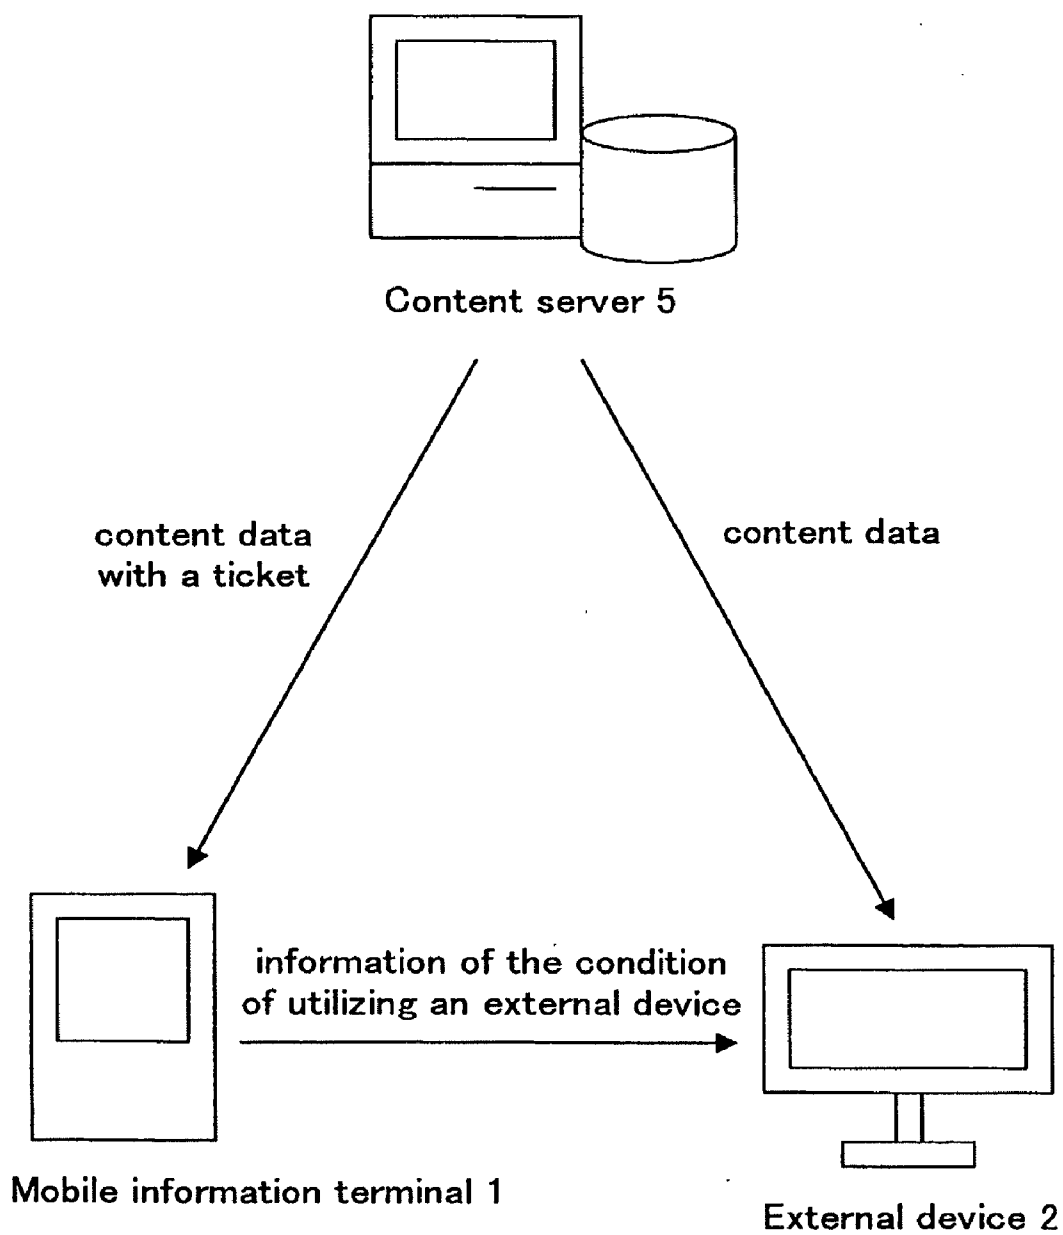 Content server 5
content data
with a ticket
content data
information of the condition
of utilizing an external device
Mobile information terminal 1
External device 2